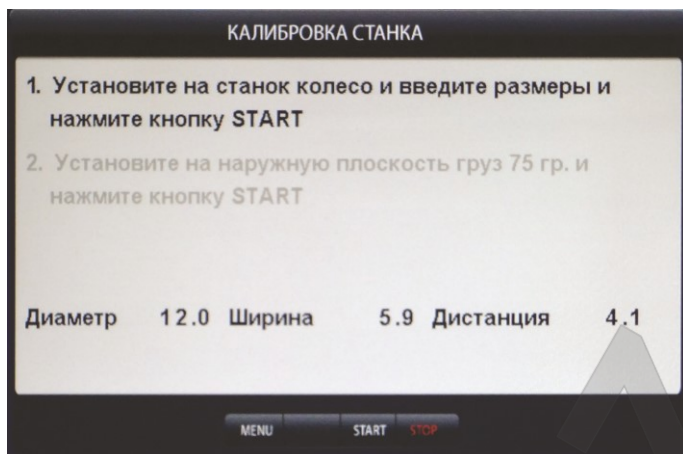 КАЛИБРОВКА СТАНКА
1. Установите на станок колесо и введите размеры и
нажмите кнопку START
2. Установите на наружную плоскость груз 75 гр. и
нажмите кнопку START
Диаметр 12.0 Ширина 5.9 Дистанция 4.1
MENU START STOP